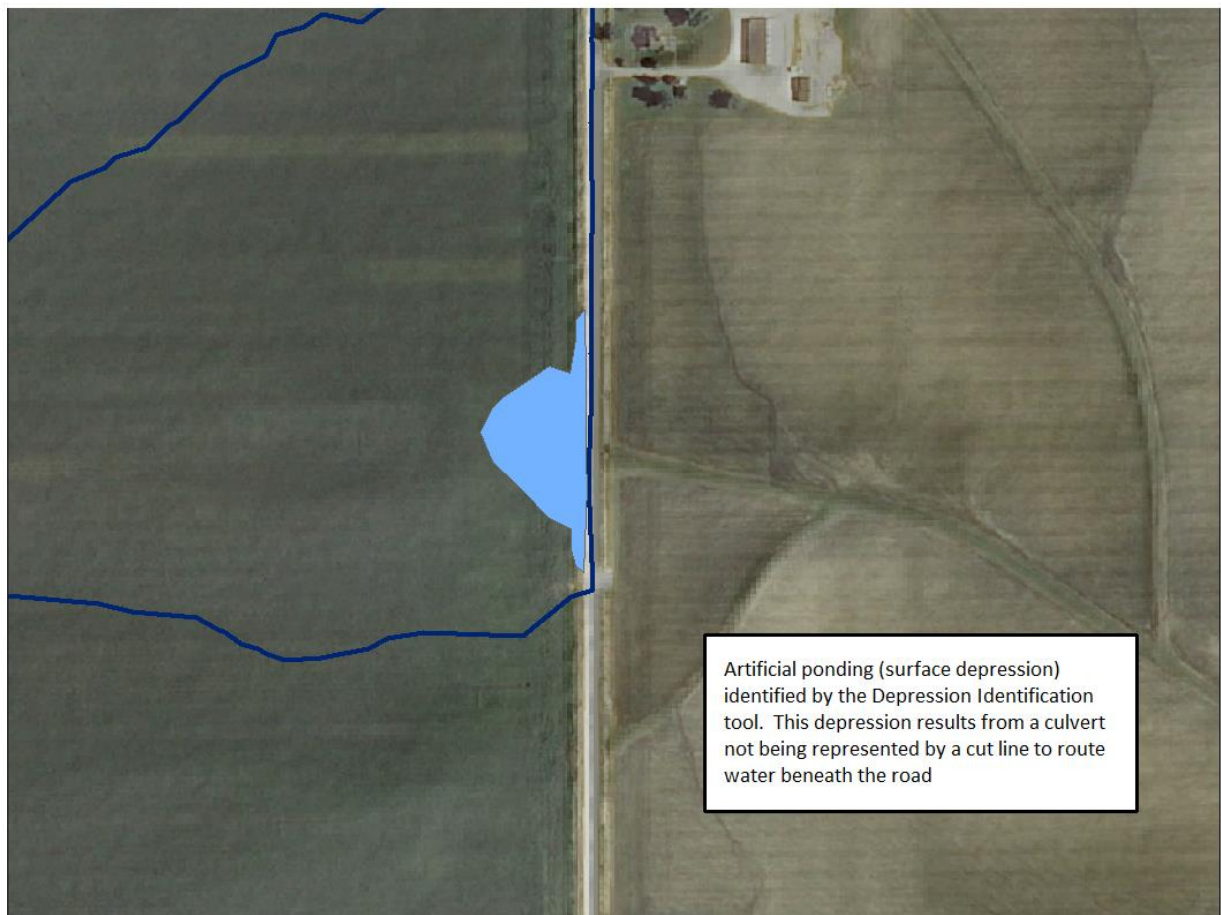 Artificial ponding (surface depression)
identified by the Depression Identification
tool.  This depression results from a culvert
not being represented by a cut line to route
water beneath the road